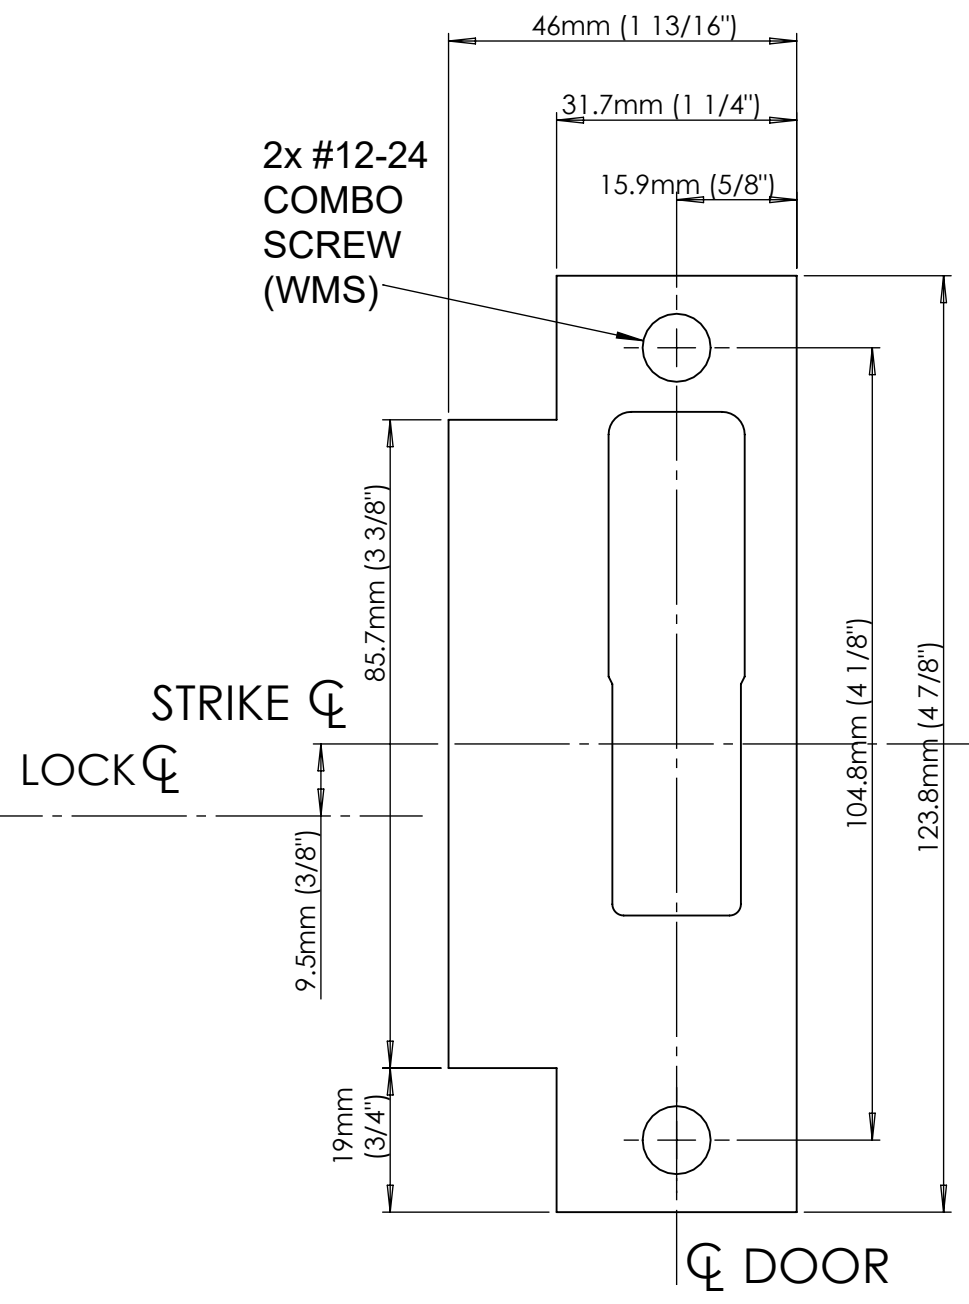 46mm (1 13/16")
31.7mm (1 1/4")
15.9mm (5/8")
2x #12-24
COMBO
SCREW
(WMS)
85.7mm (3 3/8")
STRIKE ℄
LOCK ℄
9.5mm (3/8")
104.8mm (4 1/8")
123.8mm (4 7/8")
19mm
(3/4")
℄ DOOR